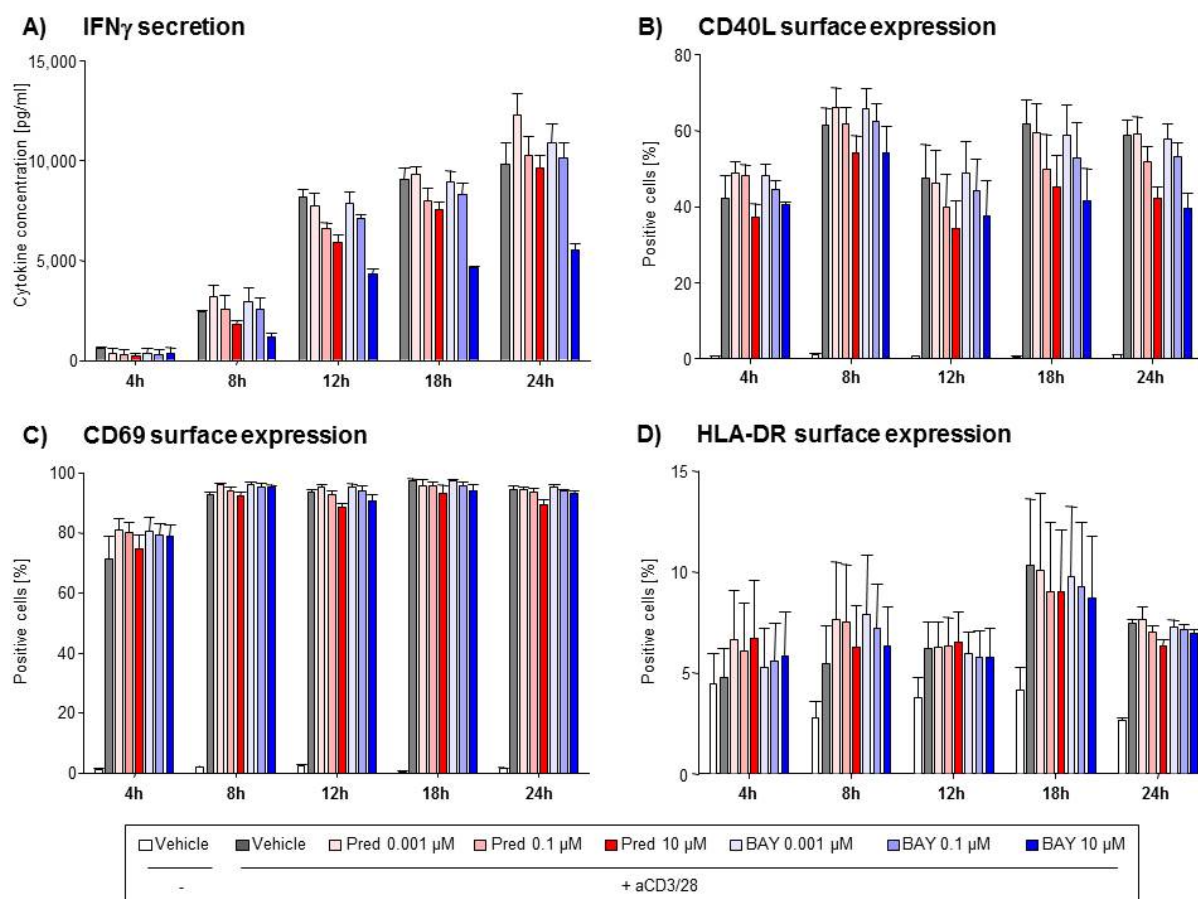 A) IFNγ secretion
Cytokine concentration [pg/ml]
15,000
10,000
5,000
0
4h 8h 12h 18h 24h
B) CD40L surface expression
Positive cells [%]
80
60
40
20
0
4h 8h 12h 18h 24h
C) CD69 surface expression
Positive cells [%]
100
80
60
40
20
0
4h 8h 12h 18h 24h
D) HLA-DR surface expression
Positive cells [%]
15
10
5
0
4h 8h 12h 18h 24h
Vehicle Vehicle Pred 0.001 µM Pred 0.1 µM Pred 10 µM BAY 0.001 µM BAY 0.1 µM BAY 10 µM
- + aCD3/28